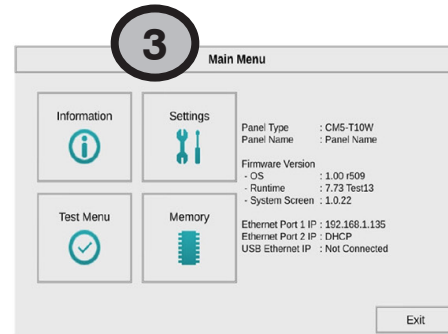 3
Main Menu
Information
Settings
Panel Type : CM5-T10W
Panel Name : Panel Name
Firmware Version
- OS : 1.00 r509
- Runtime : 7.73 Test13
- System Screen : 1.0.22
Test Menu
Memory
Ethernet Port 1 IP : 192.168.1.135
Ethernet Port 2 IP : DHCP
USB Ethernet IP : Not Connected
Exit